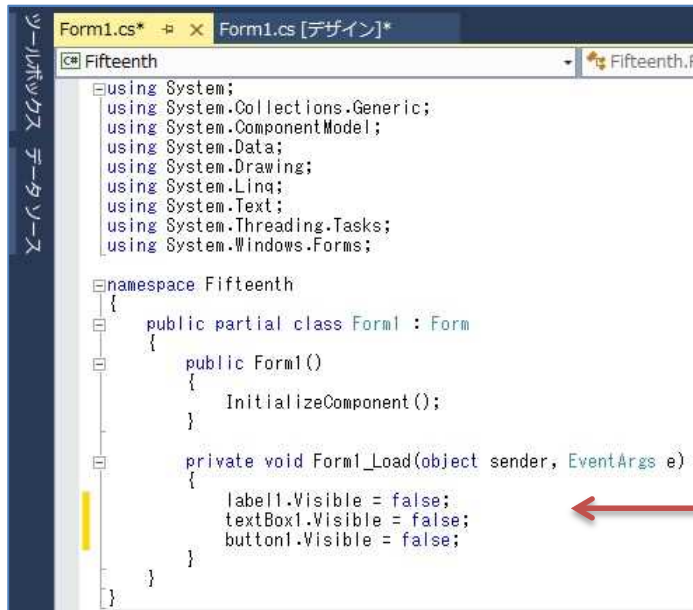 ツールボックス データ ソース
Form1.cs* Form1.cs [デザイン]*
C# Fifteenth Fifteenth.F
using System;
using System.Collections.Generic;
using System.ComponentModel;
using System.Data;
using System.Drawing;
using System.Linq;
using System.Text;
using System.Threading.Tasks;
using System.Windows.Forms;
namespace Fifteenth
{
public partial class Form1 : Form
{
public Form1()
{
InitializeComponent();
}
private void Form1_Load(object sender, EventArgs e)
{
label1.Visible = false;
textBox1.Visible = false;
button1.Visible = false;
}
}
}